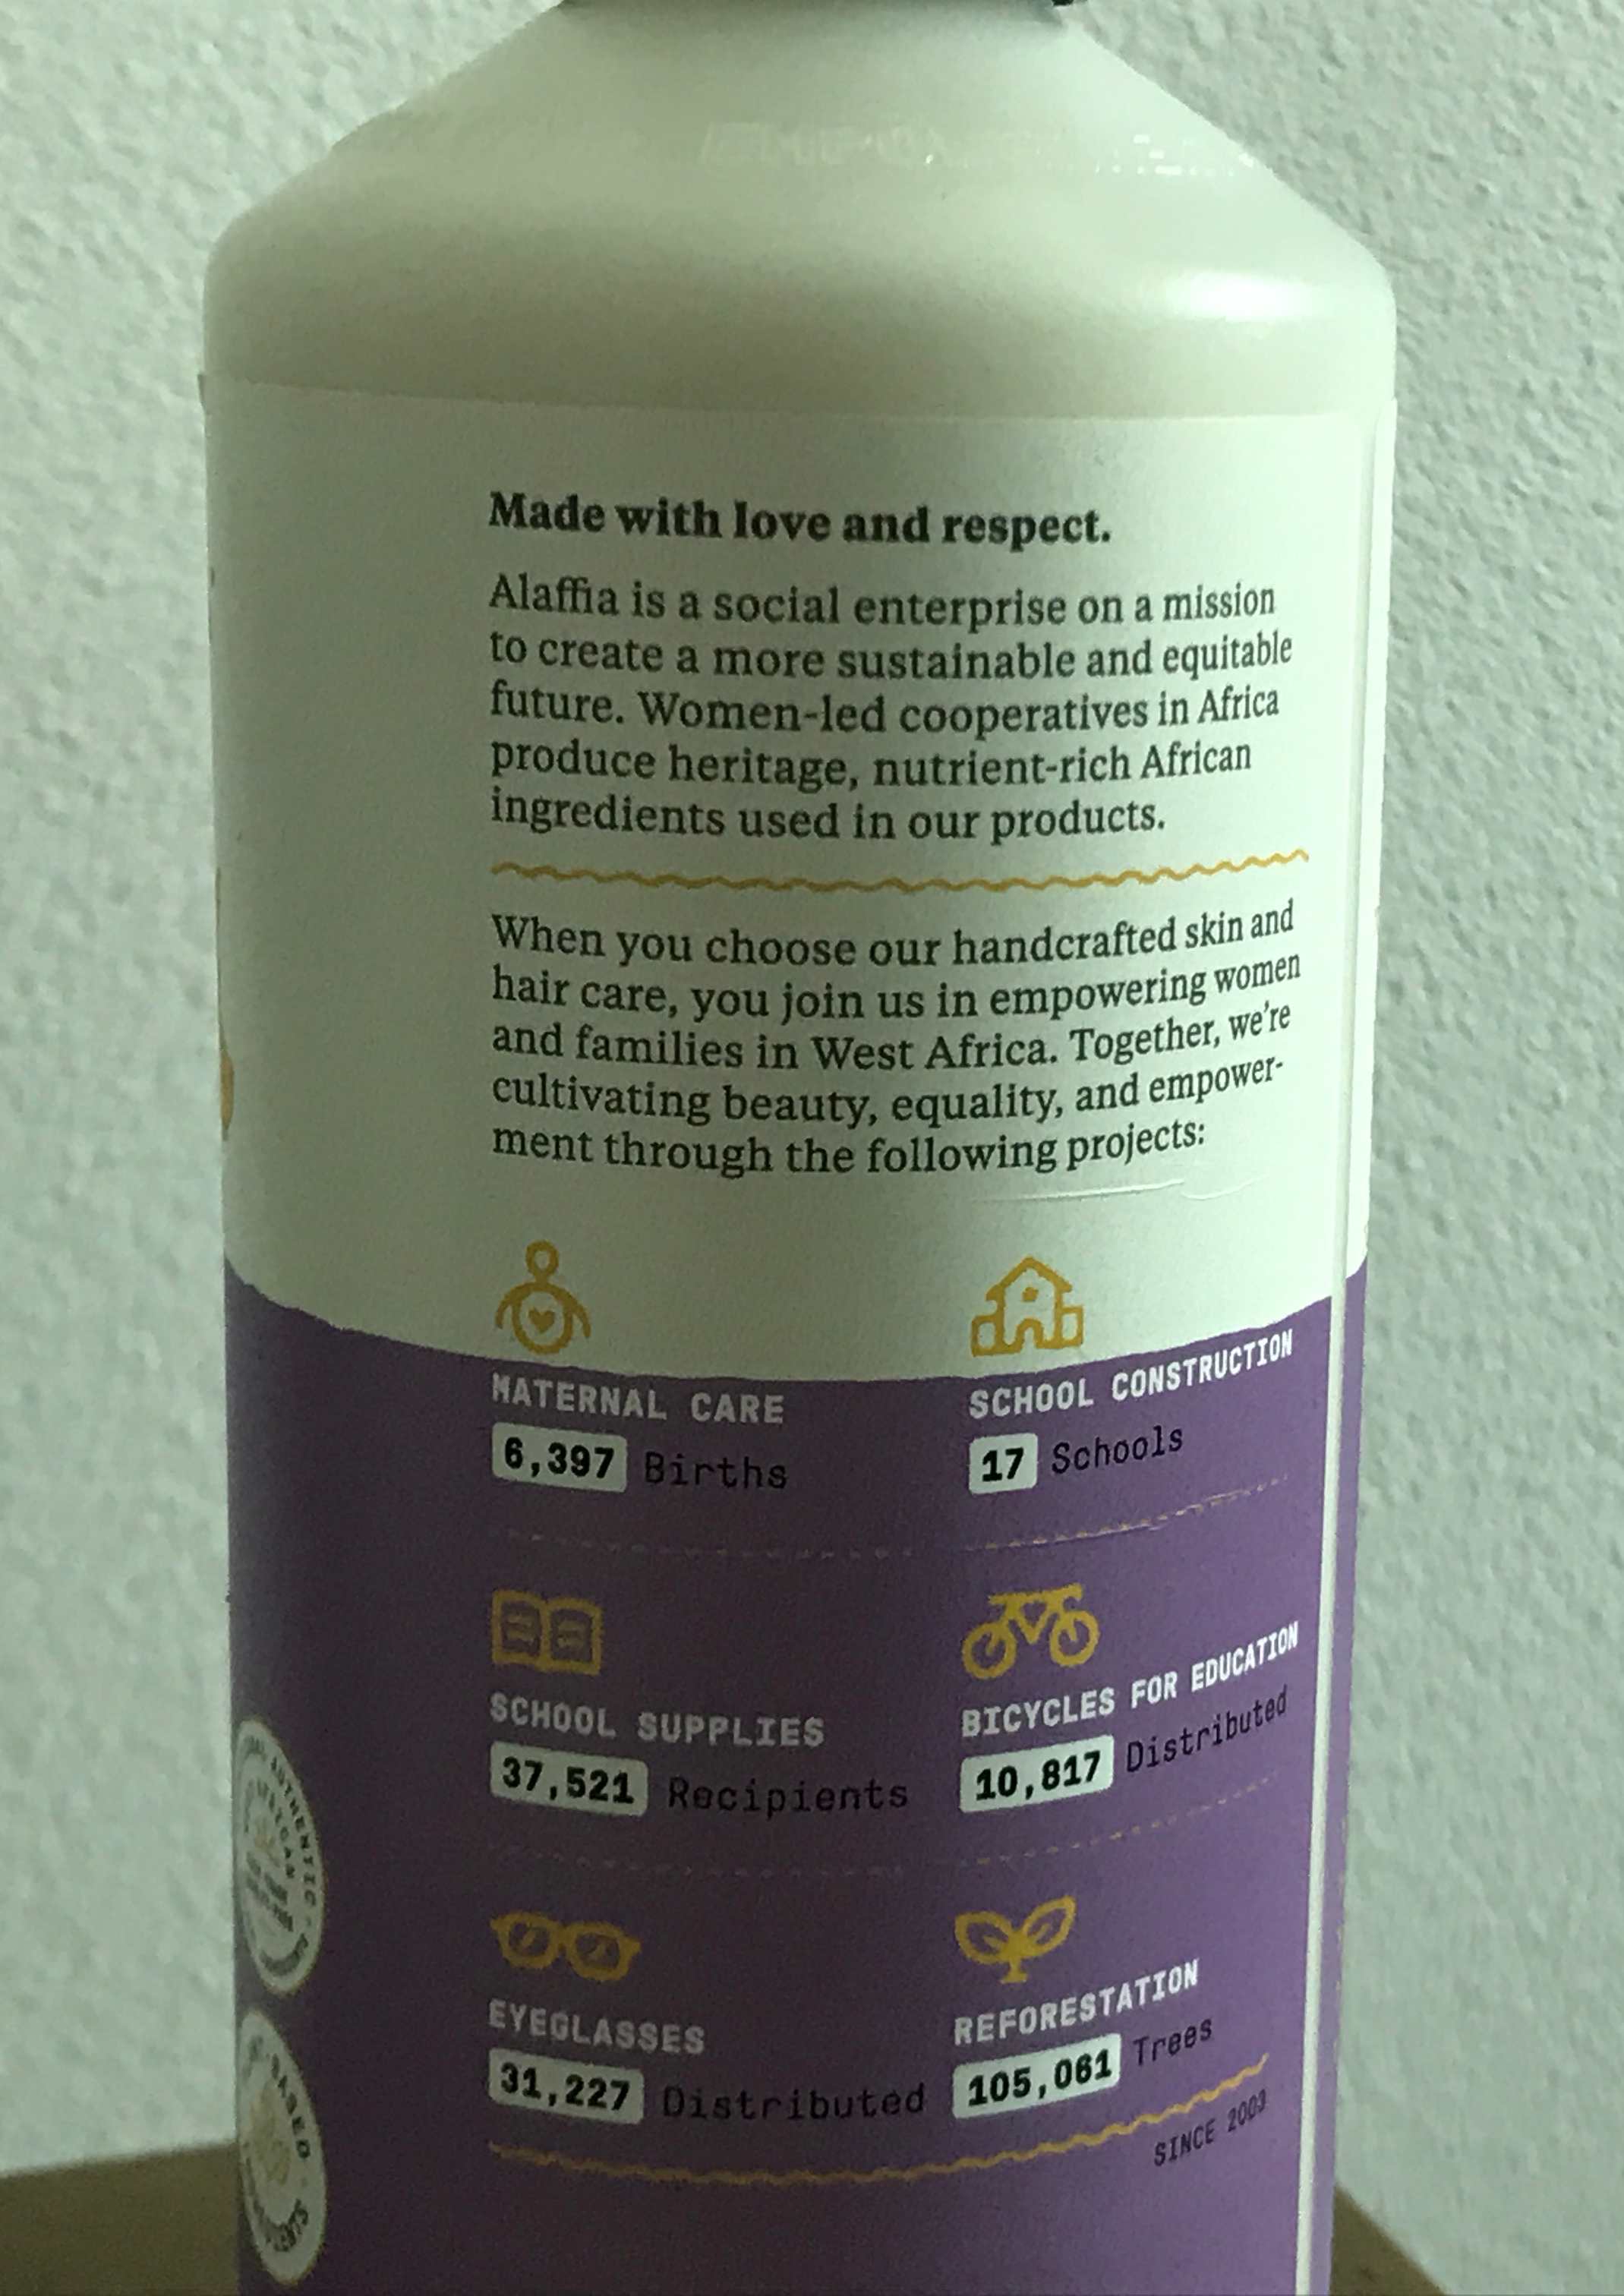 Made with love and respect.
Alaffia is a social enterprise on a mission
to create a more sustainable and equitable
future. Women-led cooperatives in Africa
produce heritage, nutrient-rich African
ingredients used in our products.
When you choose our handcrafted skin and
hair care, you join us in empowering women
and families in West Africa. Together, we're
cultivating beauty, equality, and empower-
ment through the following projects:
MATERNAL CARE
6,397 Births
SCHOOL CONSTRUCTION
17 Schools
SCHOOL SUPPLIES
37,521 Recipients
BICYCLES FOR EDUCATION
10,817 Distributed
EYEGLASSES
31,227 Distributed
REFORESTATION
105,061 Trees
SINCE 2003
AUTHENTIC
AFRICAN
BASED